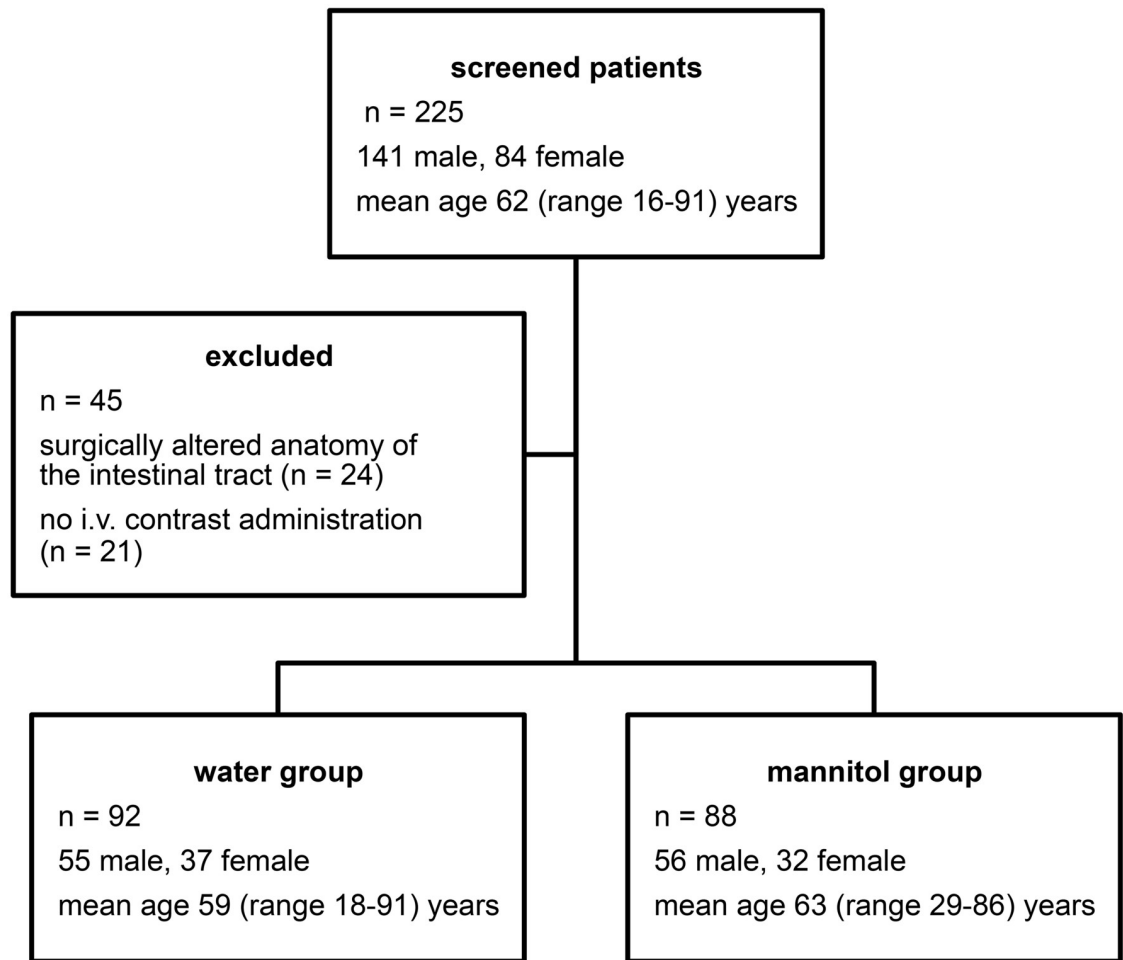 screened patients
n = 225
141 male, 84 female
mean age 62 (range 16-91) years
excluded
n = 45
surgically altered anatomy of
the intestinal tract (n = 24)
no i.v. contrast administration
(n = 21)
water group
n = 92
55 male, 37 female
mean age 59 (range 18-91) years
mannitol group
n = 88
56 male, 32 female
mean age 63 (range 29-86) years